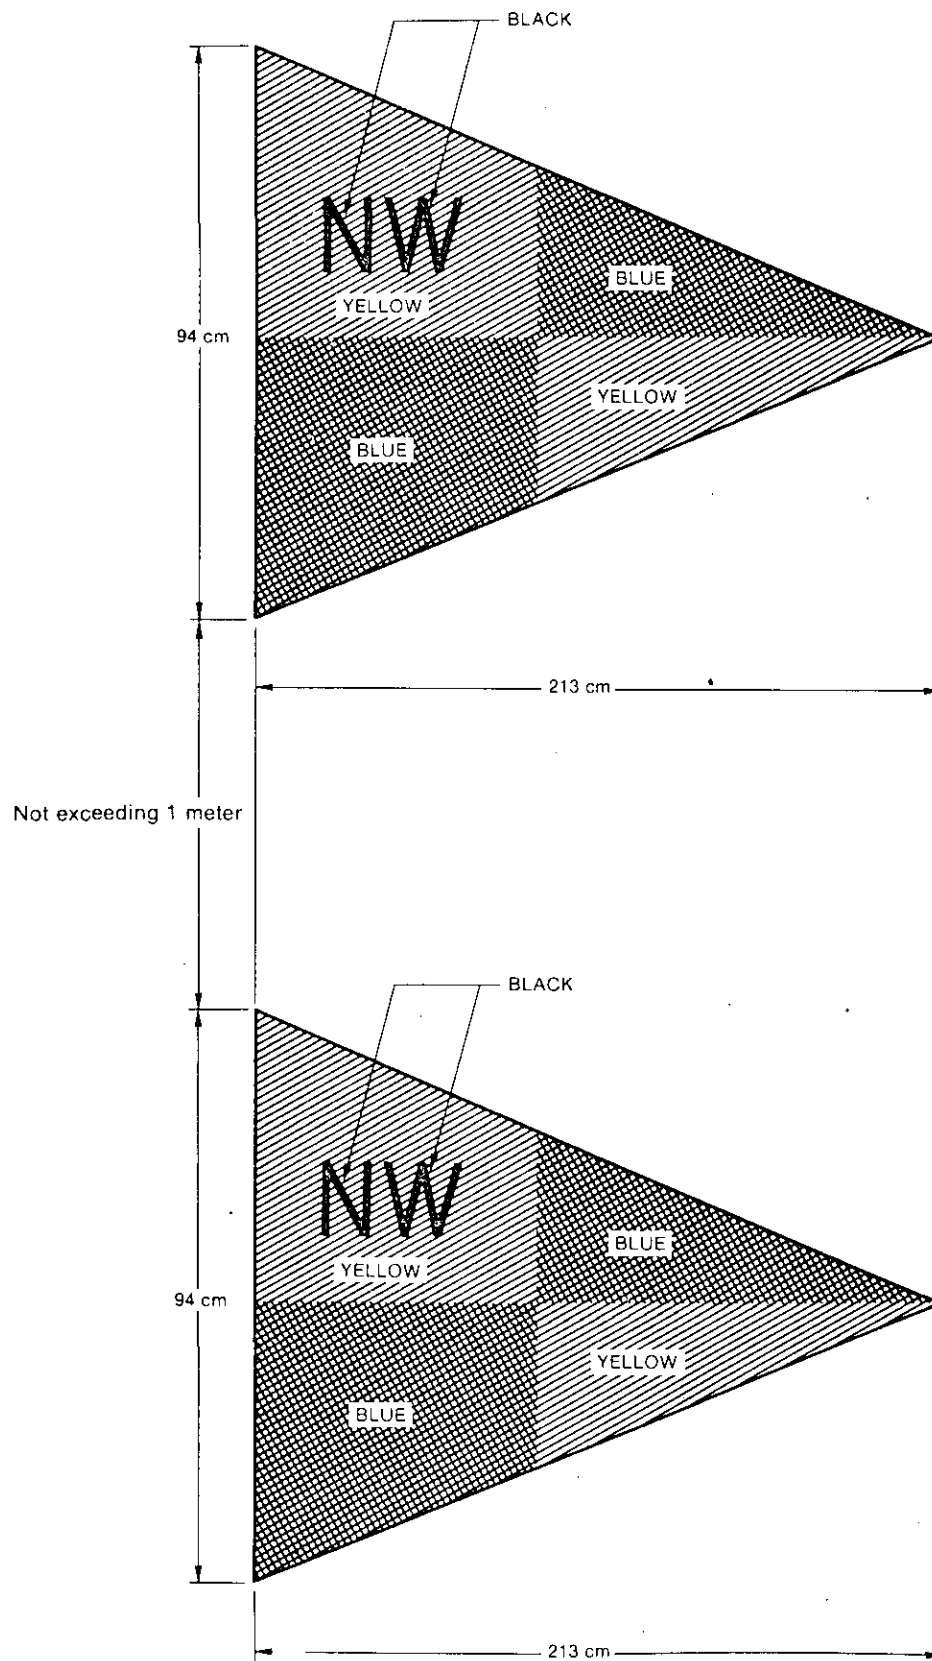 BLACK
NW
YELLOW
BLUE
94 cm
YELLOW
BLUE
213 cm
Not exceeding 1 meter
BLACK
NW
YELLOW
BLUE
94 cm
YELLOW
BLUE
213 cm